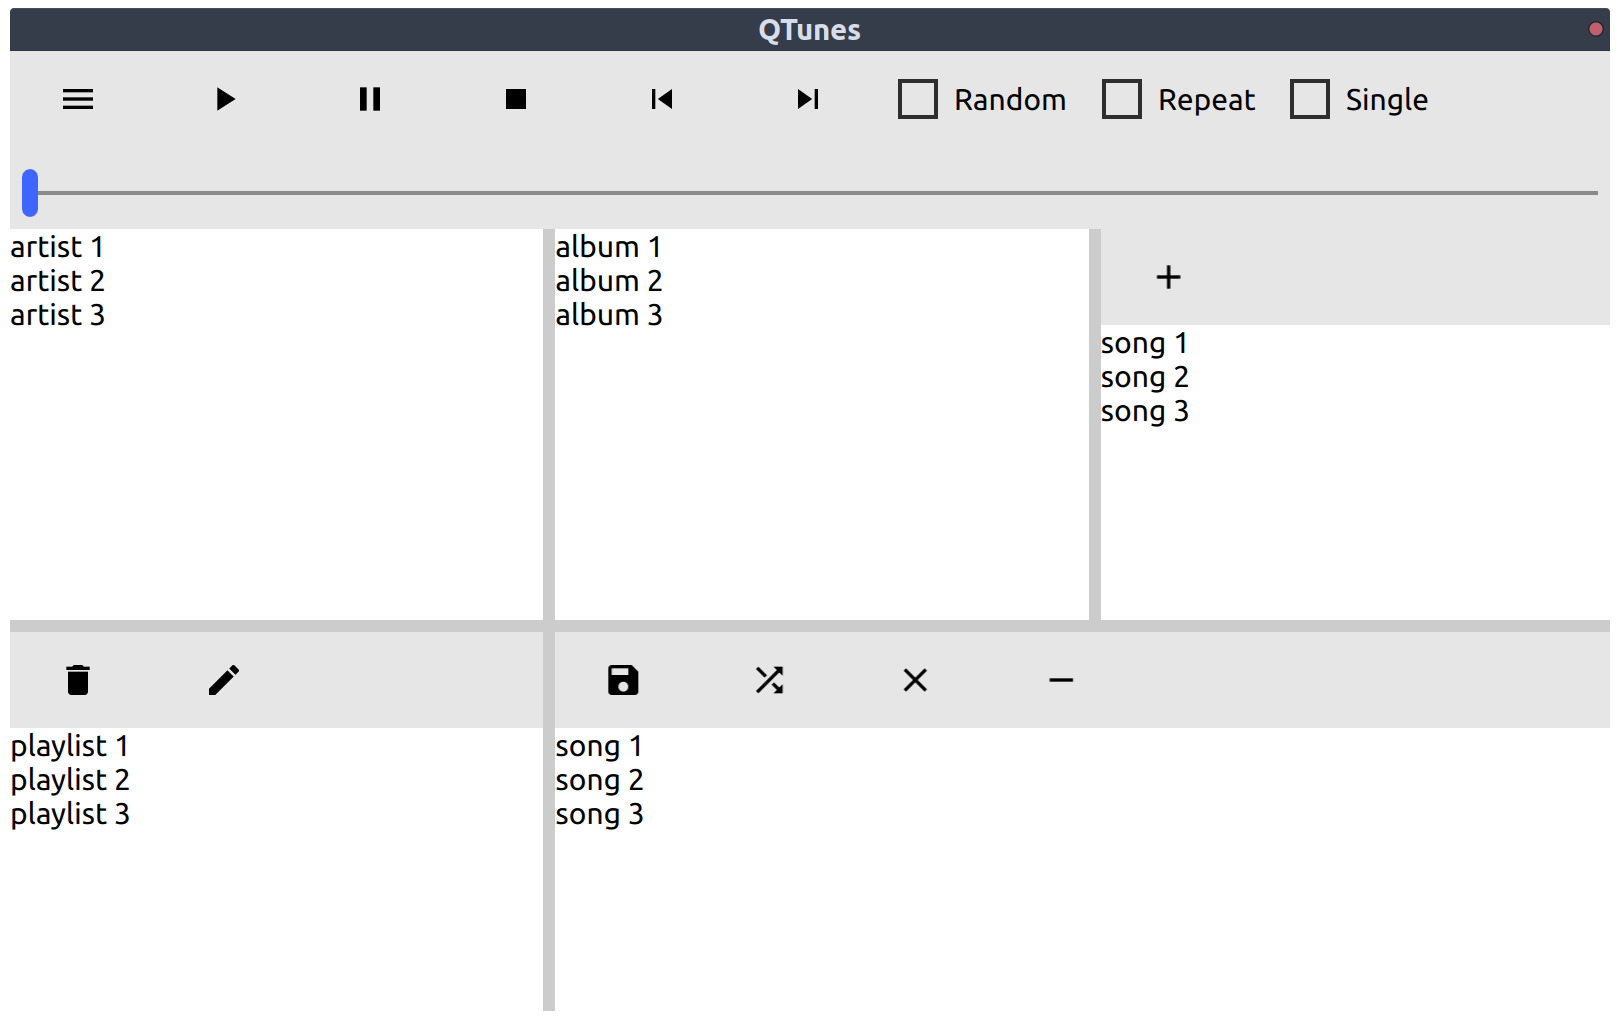 QTunes
Random Repeat Single
artist 1
artist 2
artist 3
album 1
album 2
album 3
song 1
song 2
song 3
playlist 1
playlist 2
playlist 3
song 1
song 2
song 3